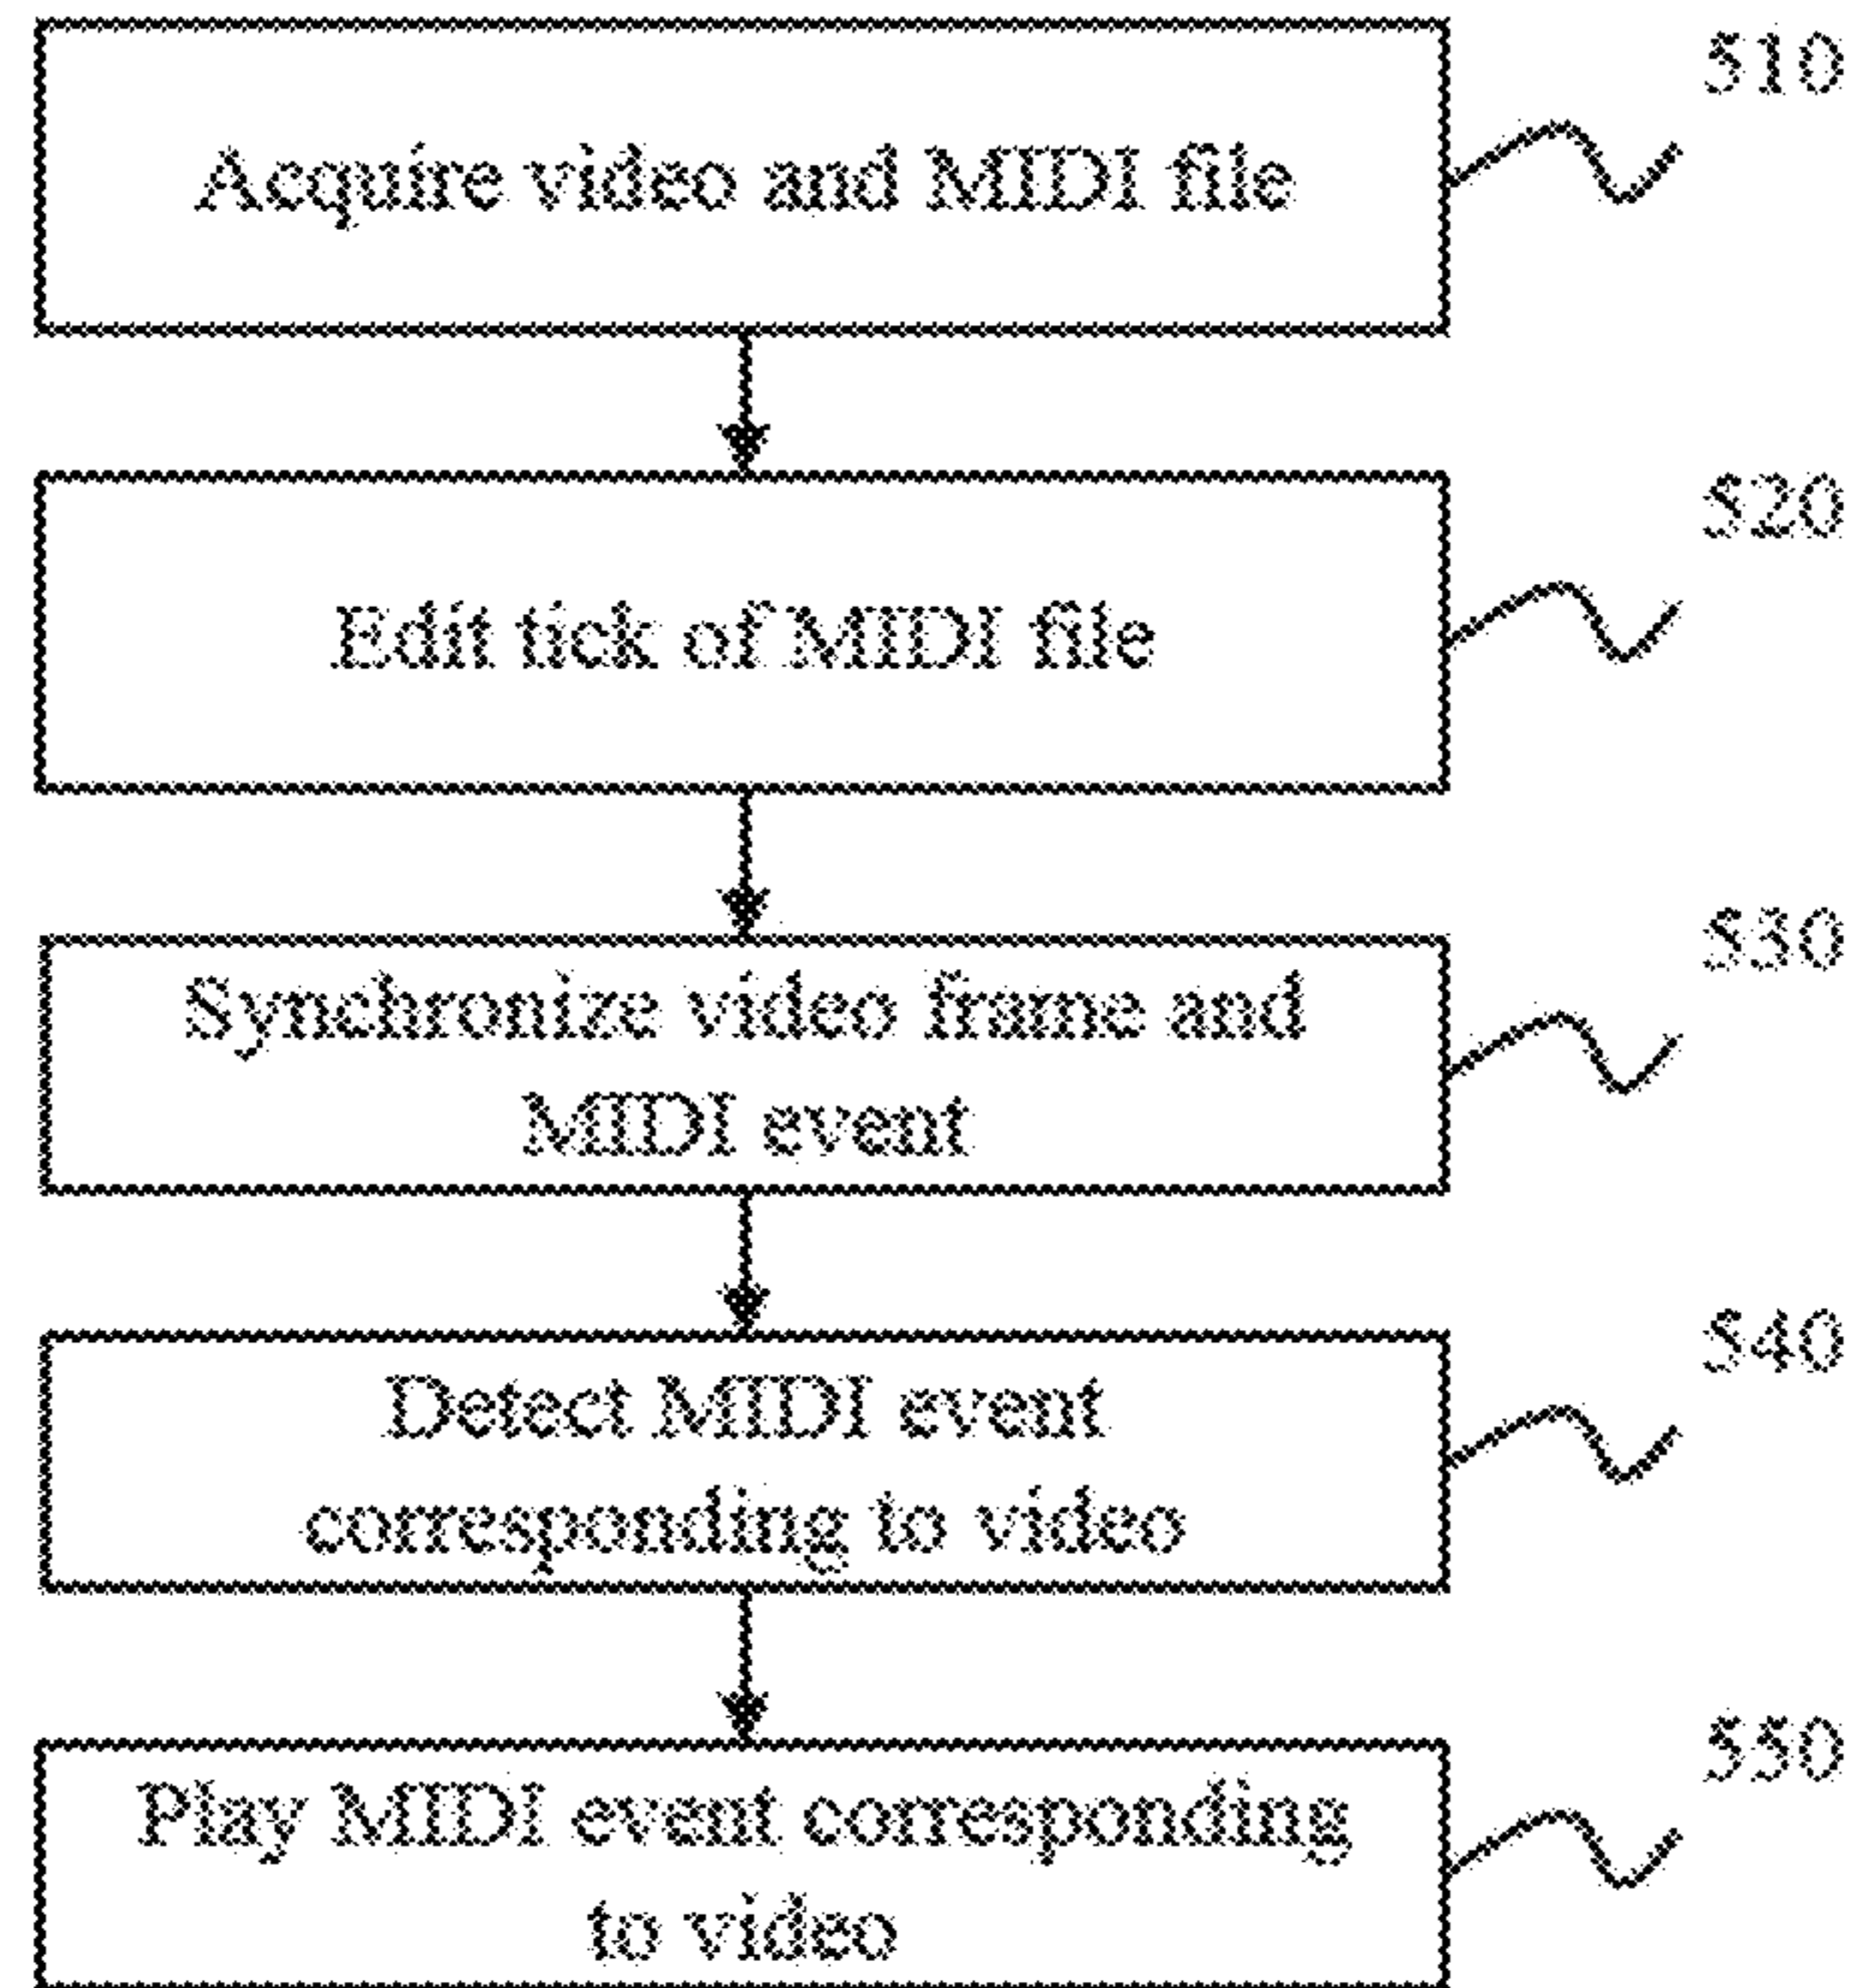 S10
Acquire video and MIDI file
S20
Edit tick of MIDI file
S30
Synchronize video frame and
MIDI event
S40
Detect MIDI event
corresponding to video
S50
Play MIDI event corresponding
to video